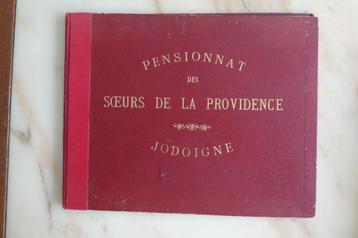 PENSIONNAT
DES
SŒURS DE LA PROVIDENCE
JODOIGNE